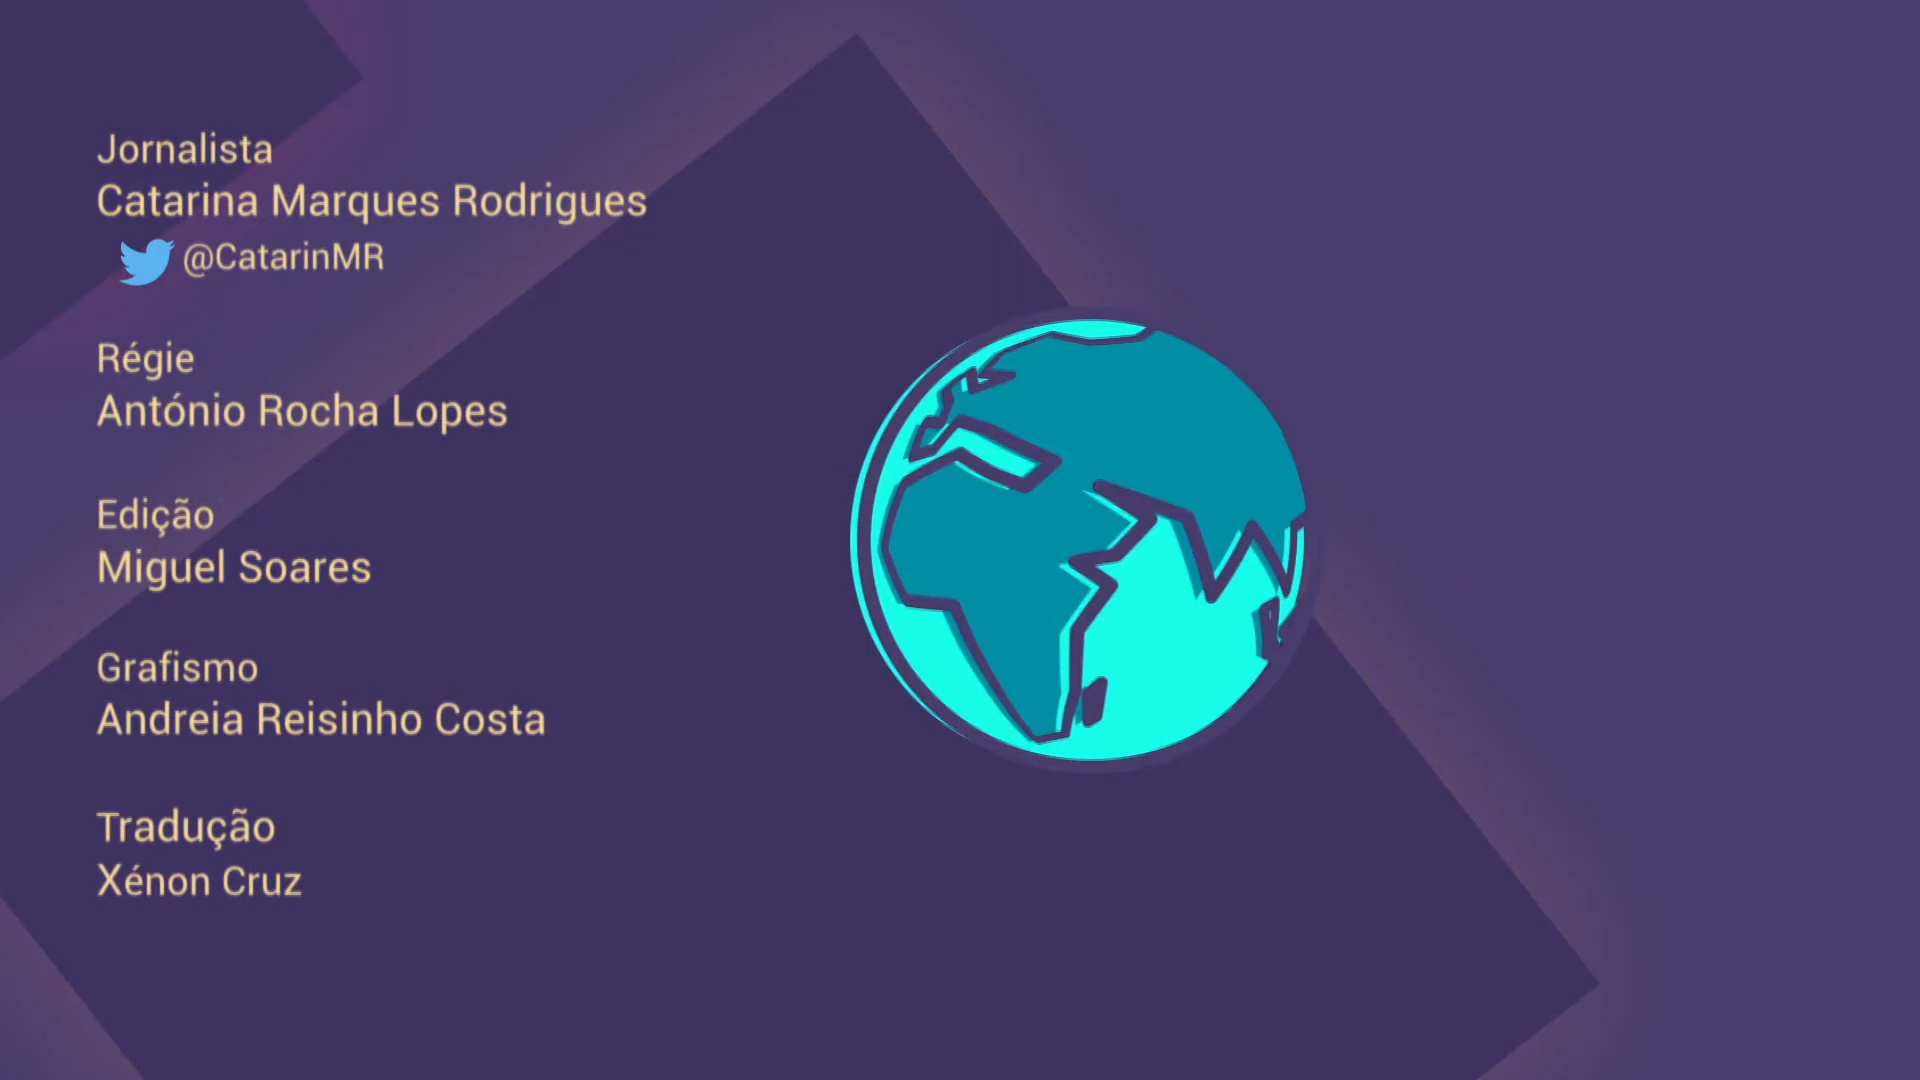 Jornalista
Catarina Marques Rodrigues
@CatarinMR
Régie
António Rocha Lopes
Edição
Miguel Soares
Grafismo
Andreia Reisinho Costa
Tradução
Xénon Cruz